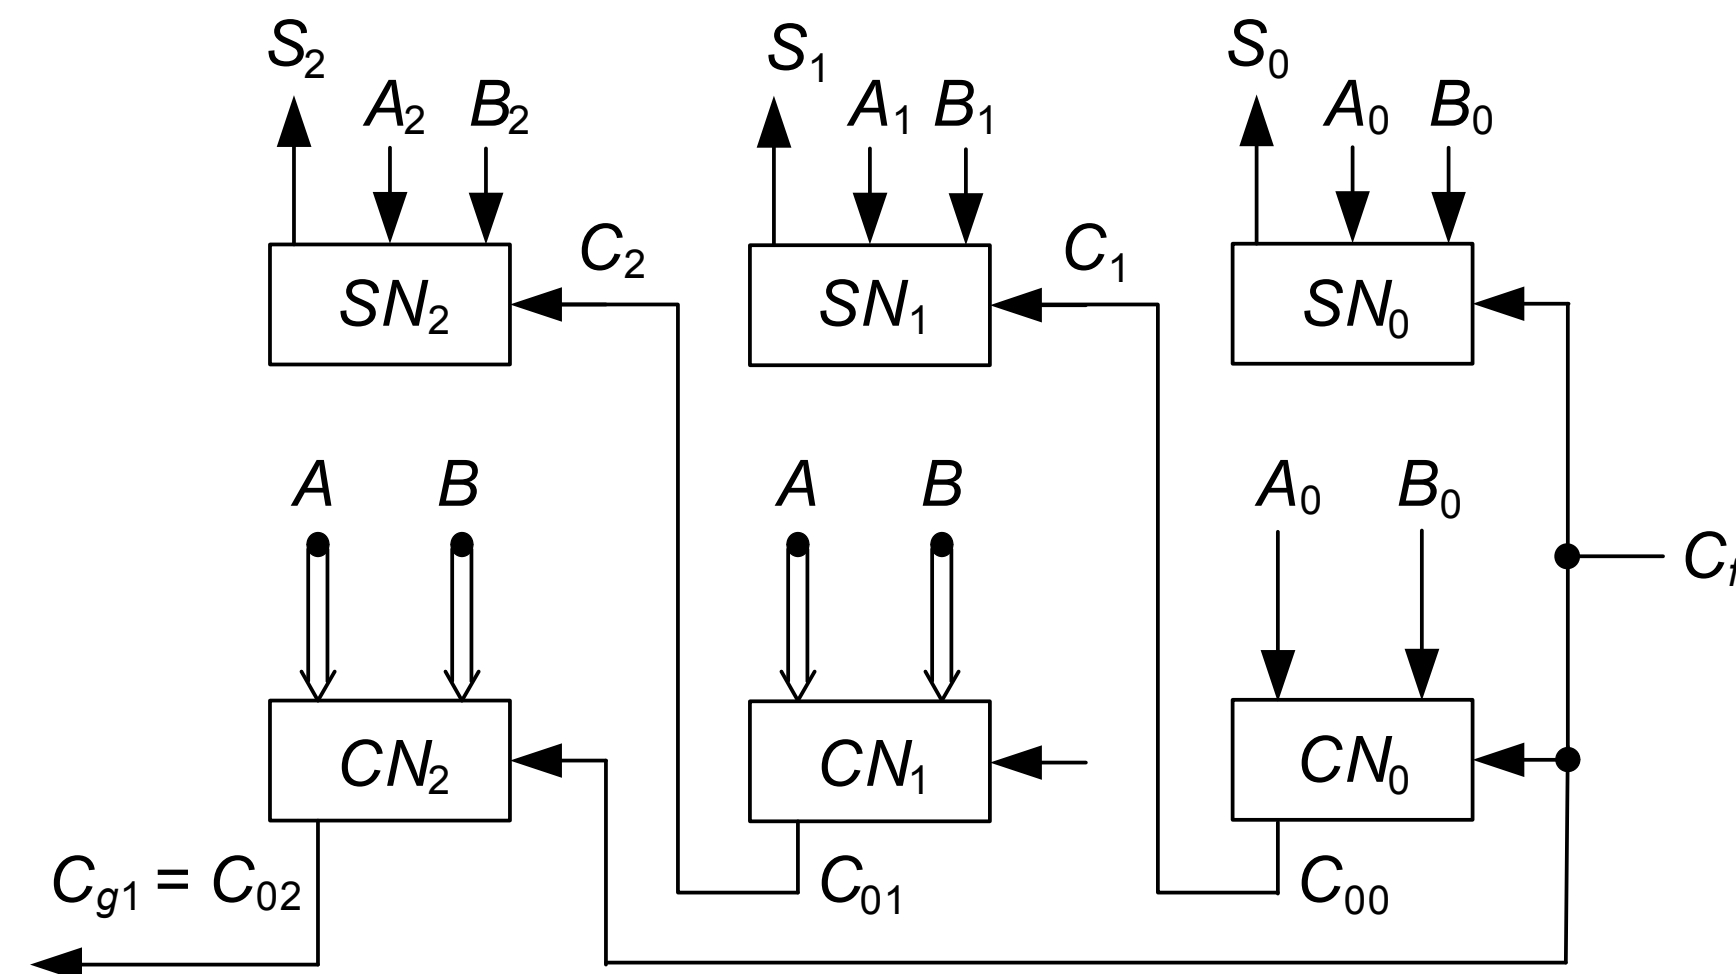 S2 S1 S0
A2 B2 A1 B1 A0 B0
C2 C1
SN2 SN1 SN0
A B A B A0 B0
C
CN2 CN1 CN0
Cg1 = C02 C01 C00